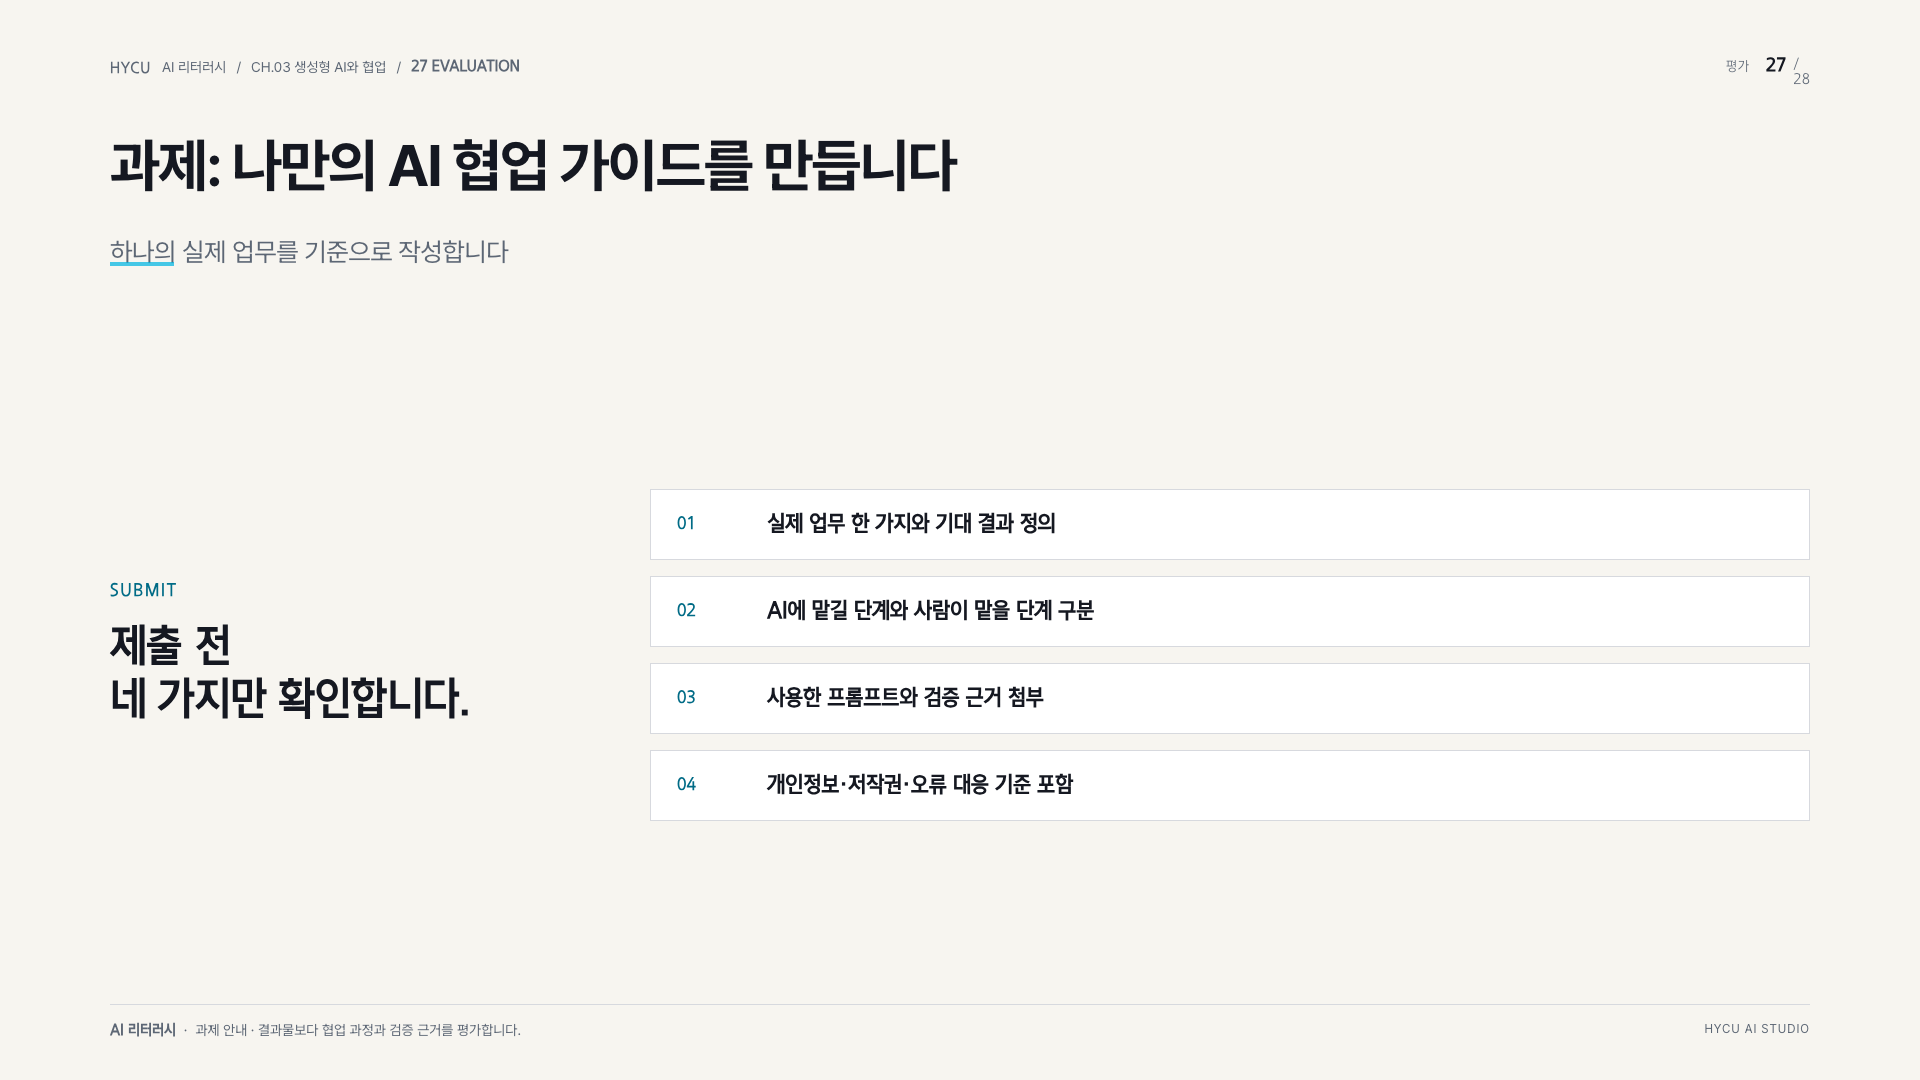 HYCU AI 리터러시 / CH.03 생성형 AI와 협업 / 27 EVALUATION
평가 27 / 28
과제: 나만의 AI 협업 가이드를 만듭니다
하나의 실제 업무를 기준으로 작성합니다
SUBMIT
제출 전
네 가지만 확인합니다.
01 실제 업무 한 가지와 기대 결과 정의
02 AI에 맡길 단계와 사람이 맡을 단계 구분
03 사용한 프롬프트와 검증 근거 첨부
04 개인정보·저작권·오류 대응 기준 포함
AI 리터러시 · 과제 안내 · 결과물보다 협업 과정과 검증 근거를 평가합니다.
HYCU AI STUDIO